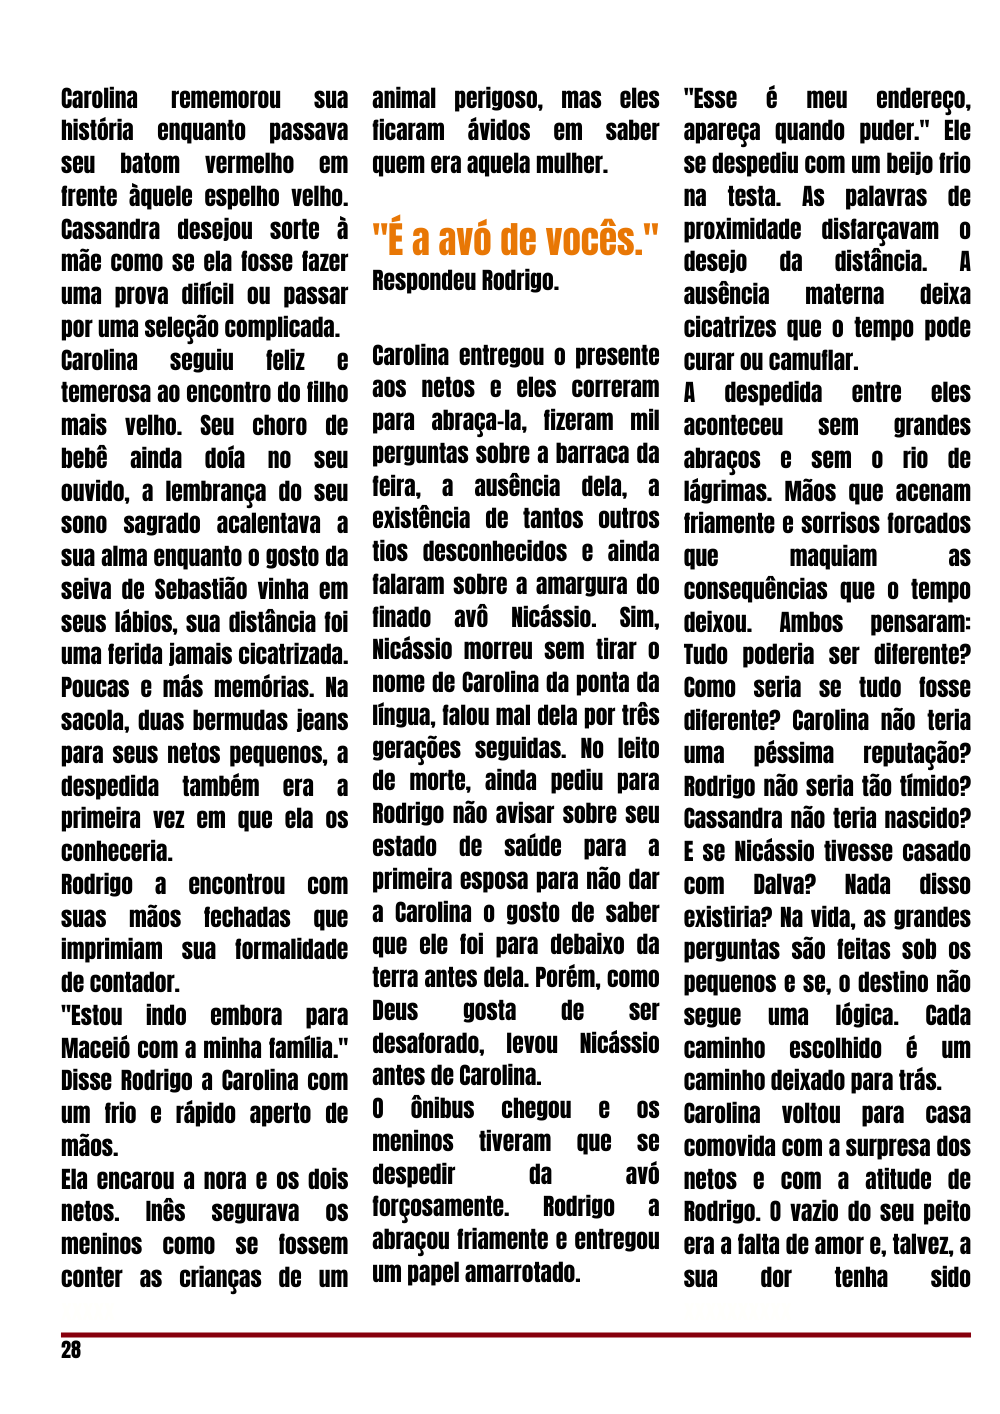 Carolina rememorou sua
história enquanto passava
seu batom vermelho em
frente àquele espelho velho.
Cassandra desejou sorte à
mãe como se ela fosse fazer
uma prova difícil ou passar
por uma seleção complicada.
Carolina seguiu feliz e
temerosa ao encontro do filho
mais velho. Seu choro de
bebê ainda doía no seu
ouvido, a lembrança do seu
sono sagrado acalentava a
sua alma enquanto o gosto da
seiva de Sebastião vinha em
seus lábios, sua distância foi
uma ferida jamais cicatrizada.
Poucas e más memórias. Na
sacola, duas bermudas jeans
para seus netos pequenos, a
despedida também era a
primeira vez em que ela os
conheceria.
Rodrigo a encontrou com
suas mãos fechadas que
imprimiam sua formalidade
de contador.
"Estou indo embora para
Maceió com a minha família."
Disse Rodrigo a Carolina com
um frio e rápido aperto de
mãos.
Ela encarou a nora e os dois
netos. Inês segurava os
meninos como se fossem
conter as crianças de um
animal perigoso, mas eles
ficaram ávidos em saber
quem era aquela mulher.
"É a avó de vocês."
Respondeu Rodrigo.
Carolina entregou o presente
aos netos e eles correram
para abraça-la, fizeram mil
perguntas sobre a barraca da
feira, a ausência dela, a
existência de tantos outros
tios desconhecidos e ainda
falaram sobre a amargura do
finado avô Nicássio. Sim,
Nicássio morreu sem tirar o
nome de Carolina da ponta da
língua, falou mal dela por três
gerações seguidas. No leito
de morte, ainda pediu para
Rodrigo não avisar sobre seu
estado de saúde para a
primeira esposa para não dar
a Carolina o gosto de saber
que ele foi para debaixo da
terra antes dela. Porém, como
Deus gosta de ser
desaforado, levou Nicássio
antes de Carolina.
O ônibus chegou e os
meninos tiveram que se
despedir da avó
forçosamente. Rodrigo a
abraçou friamente e entregou
um papel amarrotado.
"Esse é meu endereço,
apareça quando puder." Ele
se despediu com um beijo frio
na testa. As palavras de
proximidade disfarçavam o
desejo da distância. A
ausência materna deixa
cicatrizes que o tempo pode
curar ou camuflar.
A despedida entre eles
aconteceu sem grandes
abraços e sem o rio de
lágrimas. Mãos que acenam
friamente e sorrisos forcados
que maquiam as
consequências que o tempo
deixou. Ambos pensaram:
Tudo poderia ser diferente?
Como seria se tudo fosse
diferente? Carolina não teria
uma péssima reputação?
Rodrigo não seria tão tímido?
Cassandra não teria nascido?
E se Nicássio tivesse casado
com Dalva? Nada disso
existiria? Na vida, as grandes
perguntas são feitas sob os
pequenos e se, o destino não
segue uma lógica. Cada
caminho escolhido é um
caminho deixado para trás.
Carolina voltou para casa
comovida com a surpresa dos
netos e com a atitude de
Rodrigo. O vazio do seu peito
era a falta de amor e, talvez, a
sua dor tenha sido
28